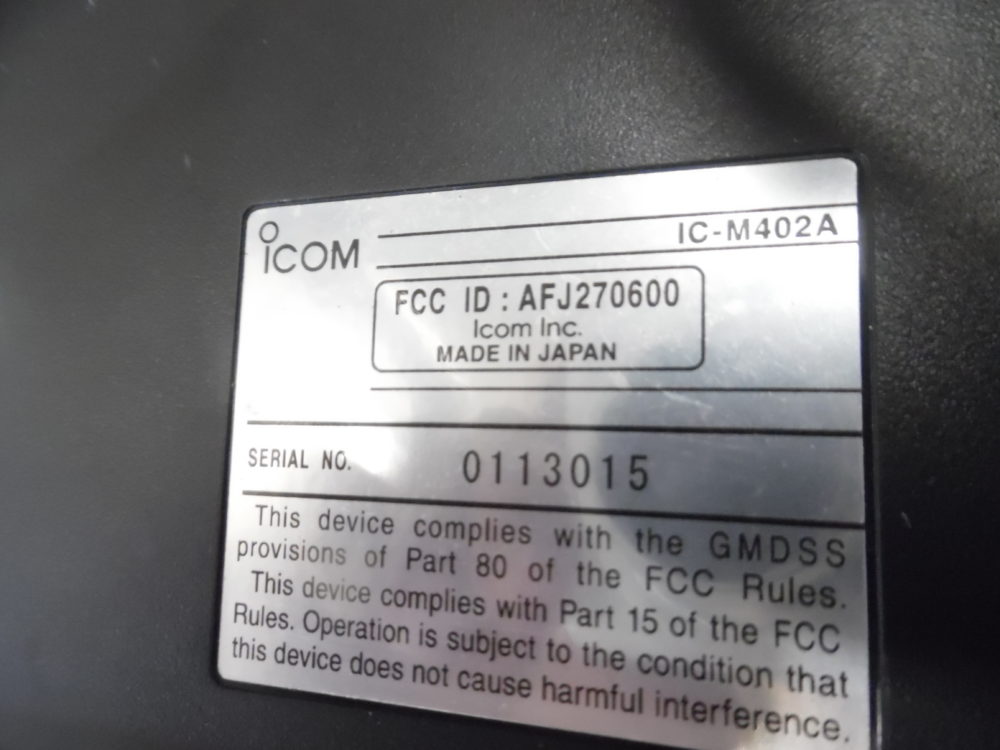 ICOM
IC-M402A
FCC ID : AFJ270600
Icom Inc.
MADE IN JAPAN
SERIAL NO. 0113015
This device complies with the GMDSS
provisions of Part 80 of the FCC Rules.
This device complies with Part 15 of the FCC
Rules. Operation is subject to the condition that
this device does not cause harmful interference.